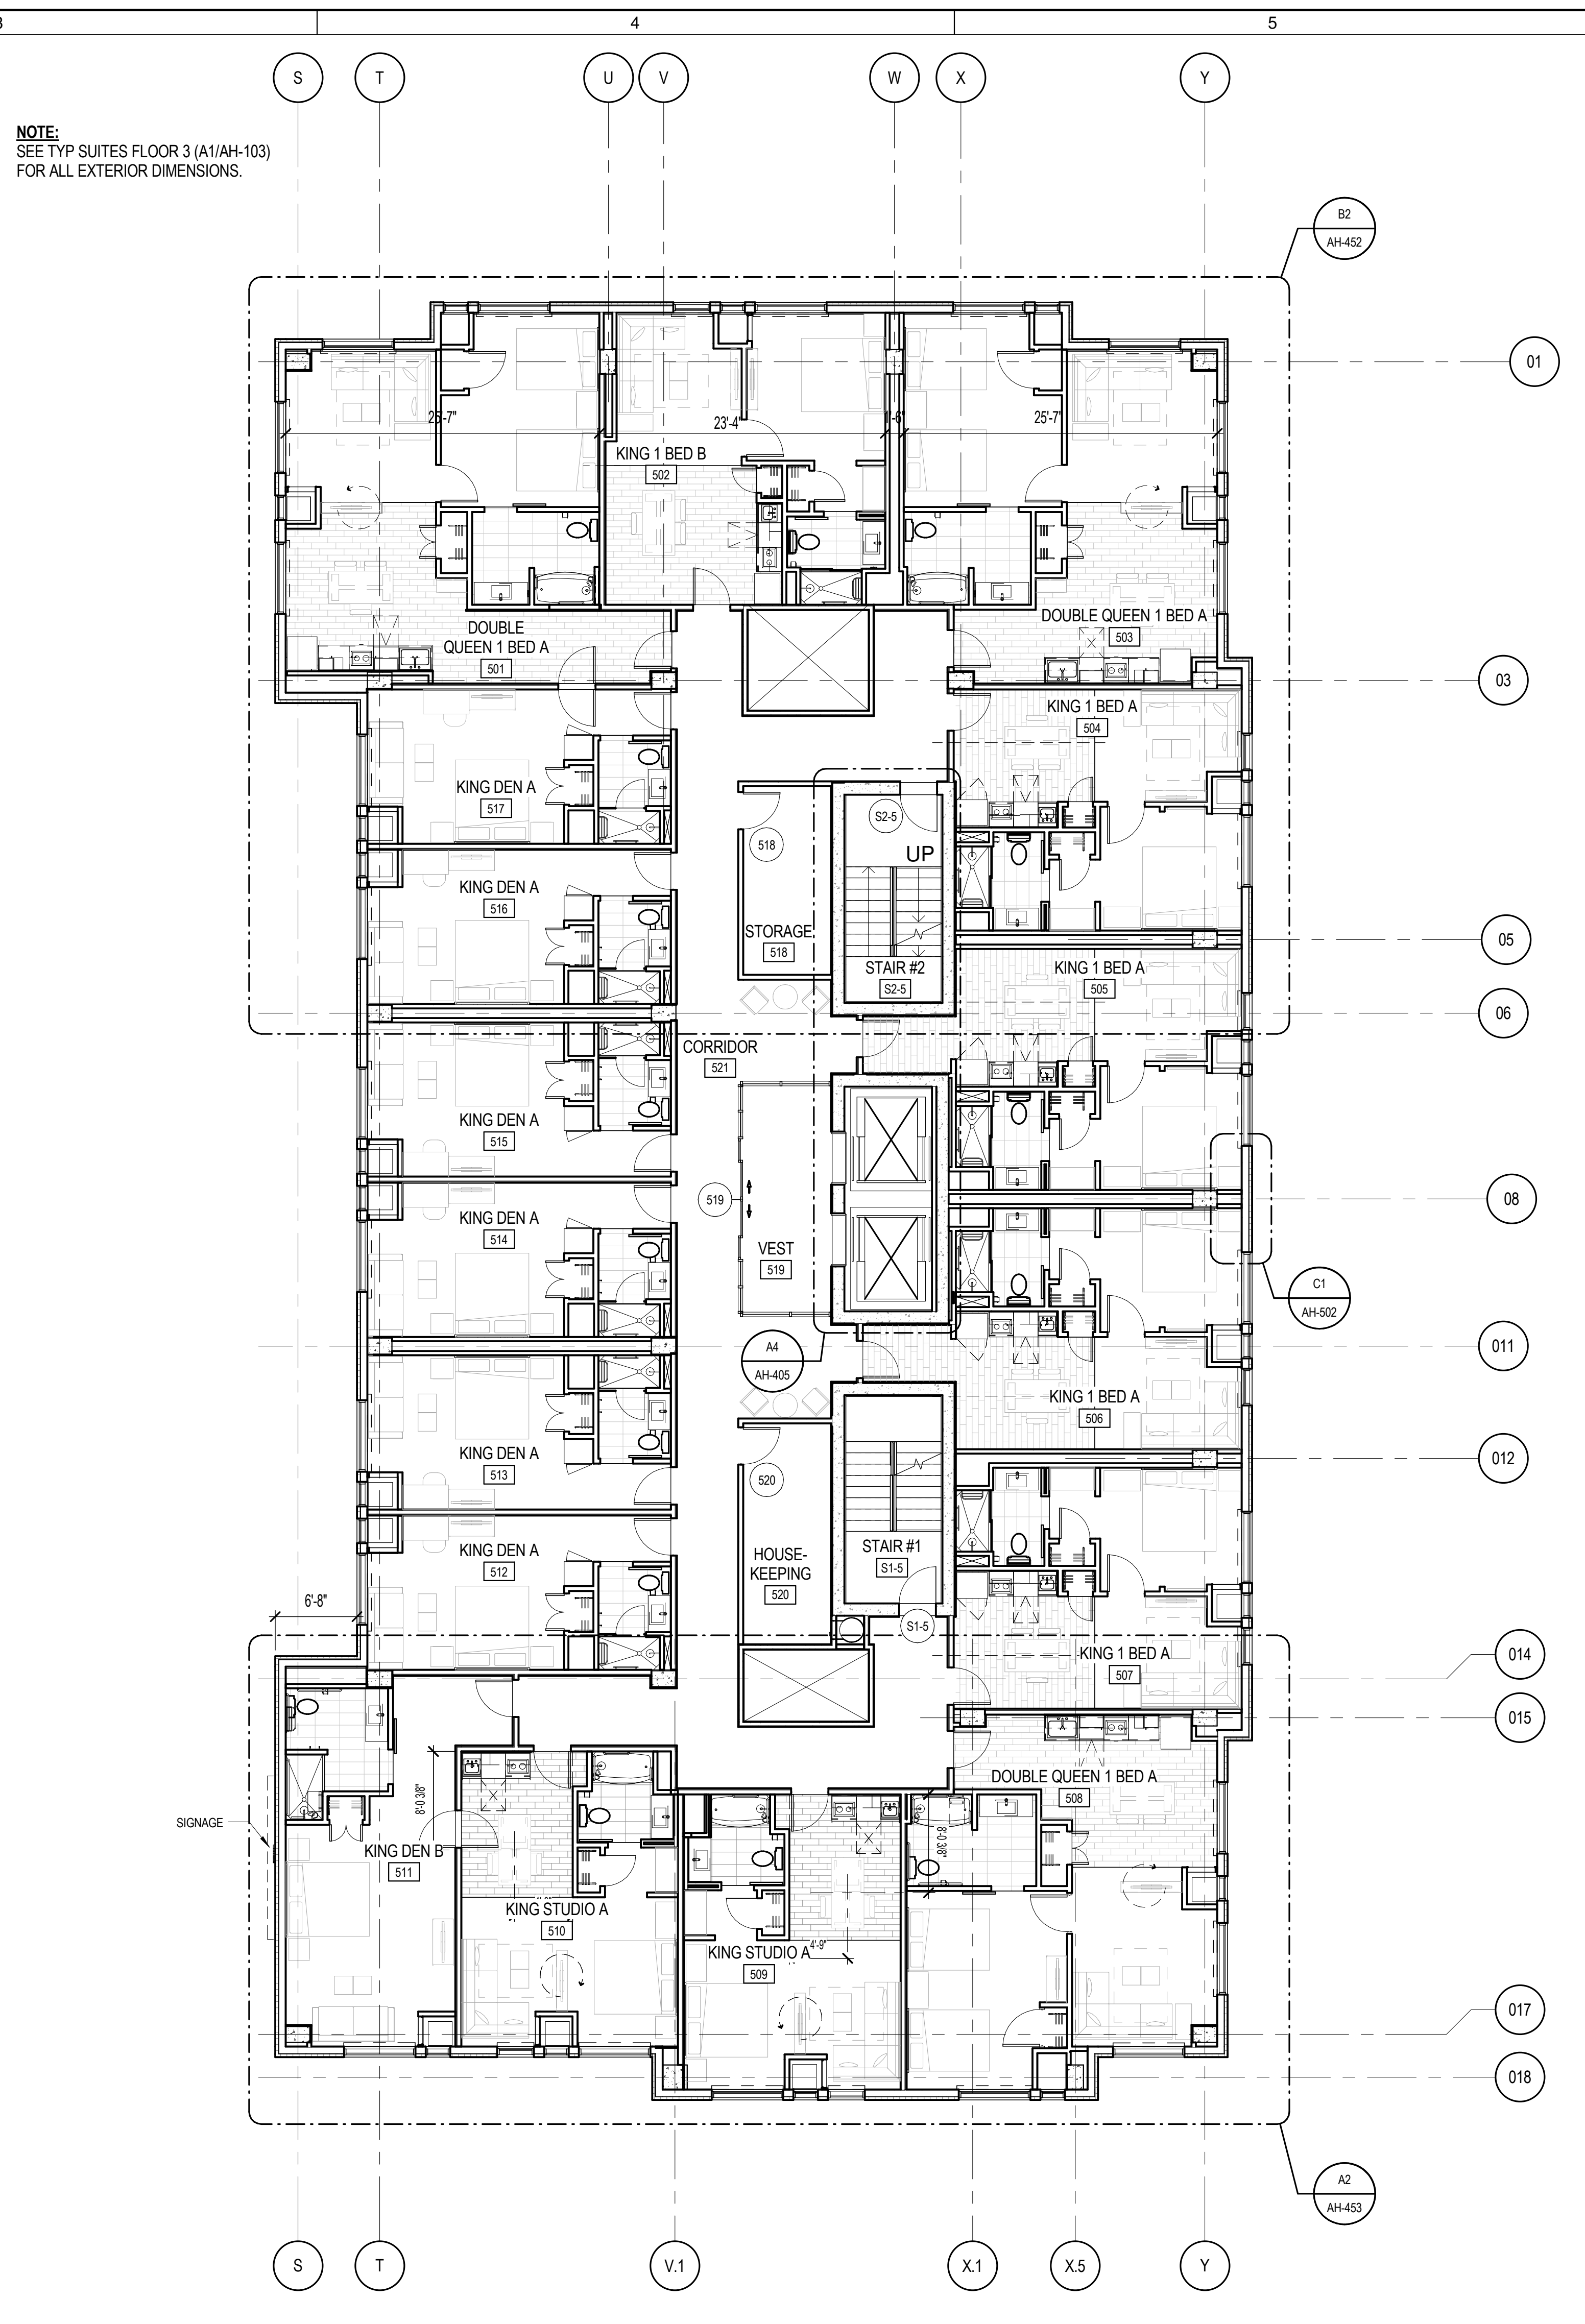 3
4
5
S
T
U
V
W
X
Y
NOTE:
SEE TYP SUITES FLOOR 3 (A1/AH-103)
FOR ALL EXTERIOR DIMENSIONS.
B2
AH-452
01
25'-7"
23'-4"
1'-6"
25'-7"
KING 1 BED B
502
DOUBLE
QUEEN 1 BED A
501
DOUBLE QUEEN 1 BED A
503
03
KING 1 BED A
504
KING DEN A
517
S2-5
518
UP
KING DEN A
516
STORAGE
518
05
STAIR #2
S2-5
KING 1 BED A
505
06
CORRIDOR
521
KING DEN A
515
519
08
KING DEN A
514
VEST
519
C1
AH-502
A4
AH-405
011
KING 1 BED A
506
KING DEN A
513
520
012
KING DEN A
512
HOUSE-
KEEPING
520
STAIR #1
S1-5
6'-8"
S1-5
KING 1 BED A
507
014
015
8'-0 3/8"
DOUBLE QUEEN 1 BED A
508
SIGNAGE
8'-0 3/8"
KING DEN B
511
KING STUDIO A
510
KING STUDIO A
509
4'-9"
017
018
A2
AH-453
S
T
V.1
X.1
X.5
Y